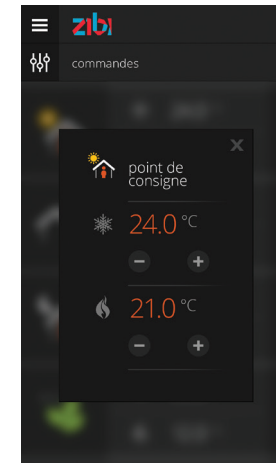 zibi
commandes
X
point de
consigne
24.0 °C
− +
21.0 °C
− +